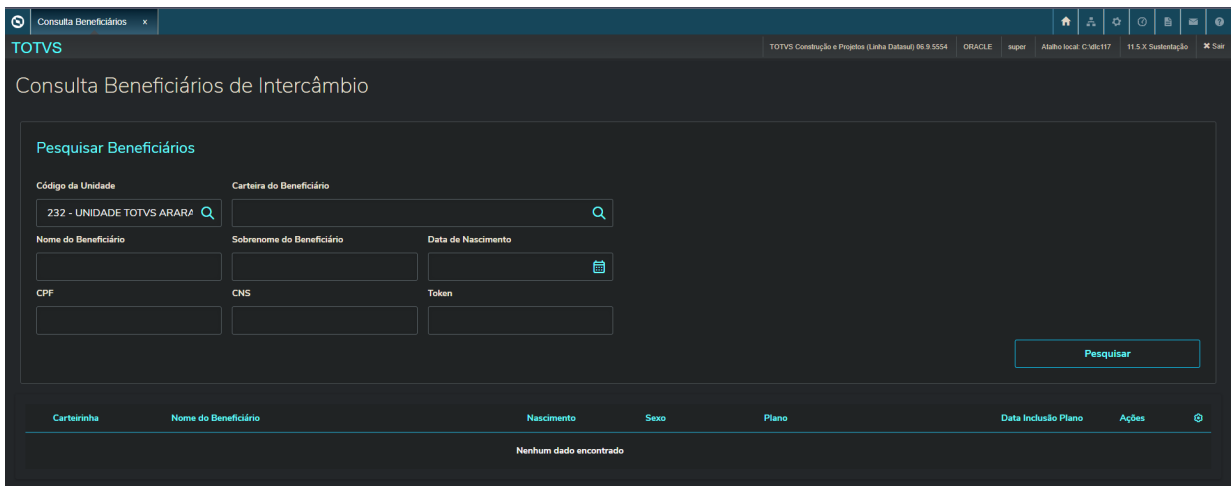 Consulta Beneficiários x
TOTVS
TOTVS Construção e Projetos (Linha Datasul) 06.9.5554 ORACLE super Atalho local: C:\dlc117 11.5.X Sustentação ✖ Sair
Consulta Beneficiários de Intercâmbio
Pesquisar Beneficiários
Código da Unidade Carteira do Beneficiário
232 - UNIDADE TOTVS ARARA
Nome do Beneficiário Sobrenome do Beneficiário Data de Nascimento
CPF CNS Token
Pesquisar
Carteirinha Nome do Beneficiário Nascimento Sexo Plano Data Inclusão Plano Ações
Nenhum dado encontrado